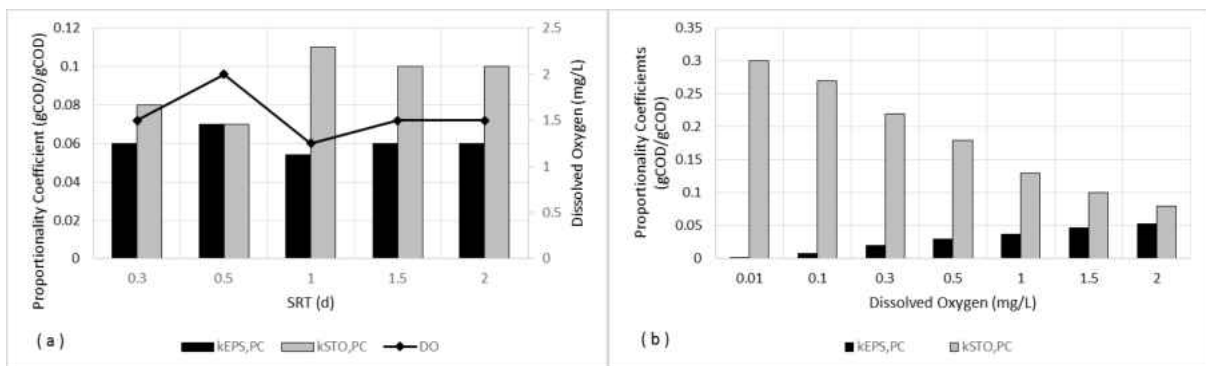 Proportionality Coefficient (gCOD/gCOD)
0.12
0.1
0.08
0.06
0.04
0.02
0
2.5
2
1.5
1
0.5
0
Dissolved Oxygen (mg/L)
0.3 0.5 1 1.5 2
SRT (d)
( a )
kEPS,PC kSTO,PC DO
Proportionality Coefficiemts
(gCOD/gCOD)
0.35
0.3
0.25
0.2
0.15
0.1
0.05
0
0.01 0.1 0.3 0.5 1 1.5 2
Dissolved Oxygen (mg/L)
( b )
kEPS,PC kSTO,PC